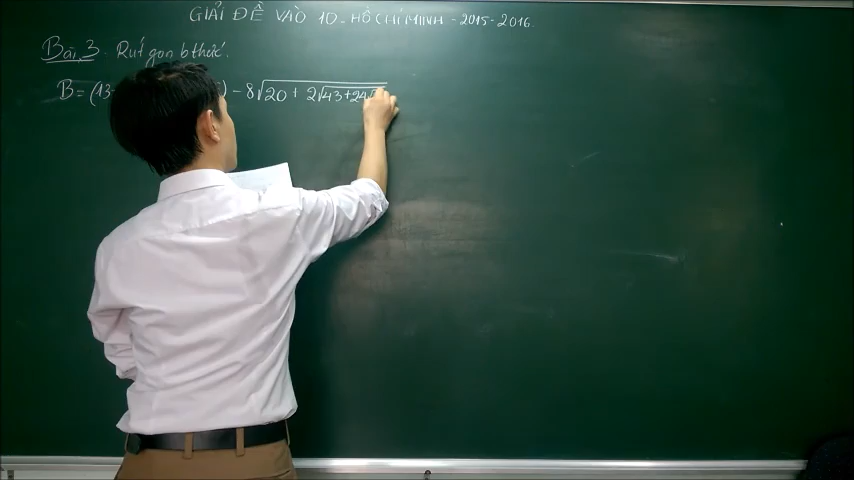 GIẢI ĐỀ VÀO 10 - HỒ CHÍ MINH - 2015-2016.
Bài 3. Rút gọn b thức.
B = (13 ) - 8√20 + 2√43+24√